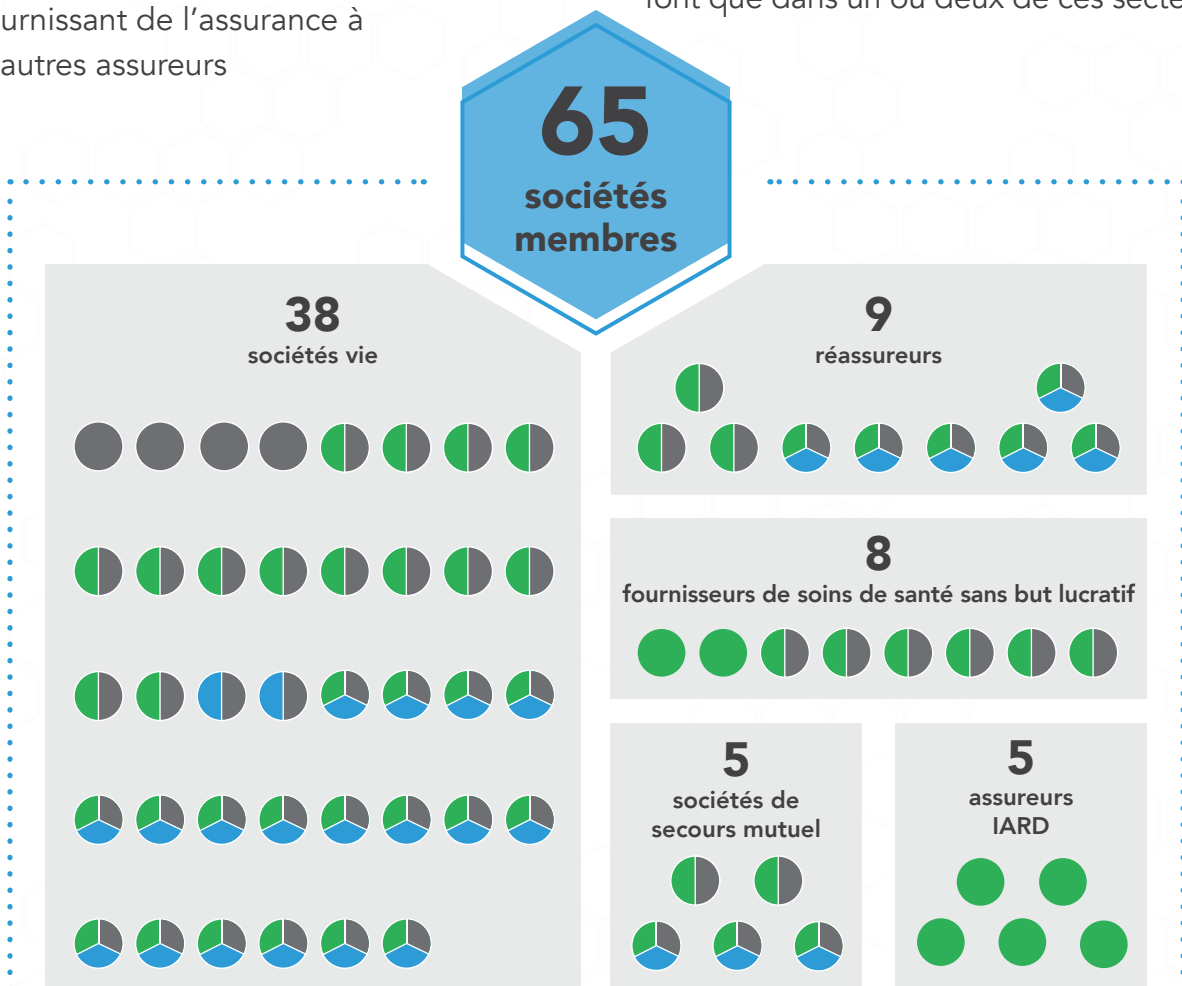 urnissant de l’assurance à
autres assureurs
65
sociétés
membres
38
sociétés vie
9
réassureurs
8
fournisseurs de soins de santé sans but lucratif
5
sociétés de
secours mutuel
5
assureurs
IARD